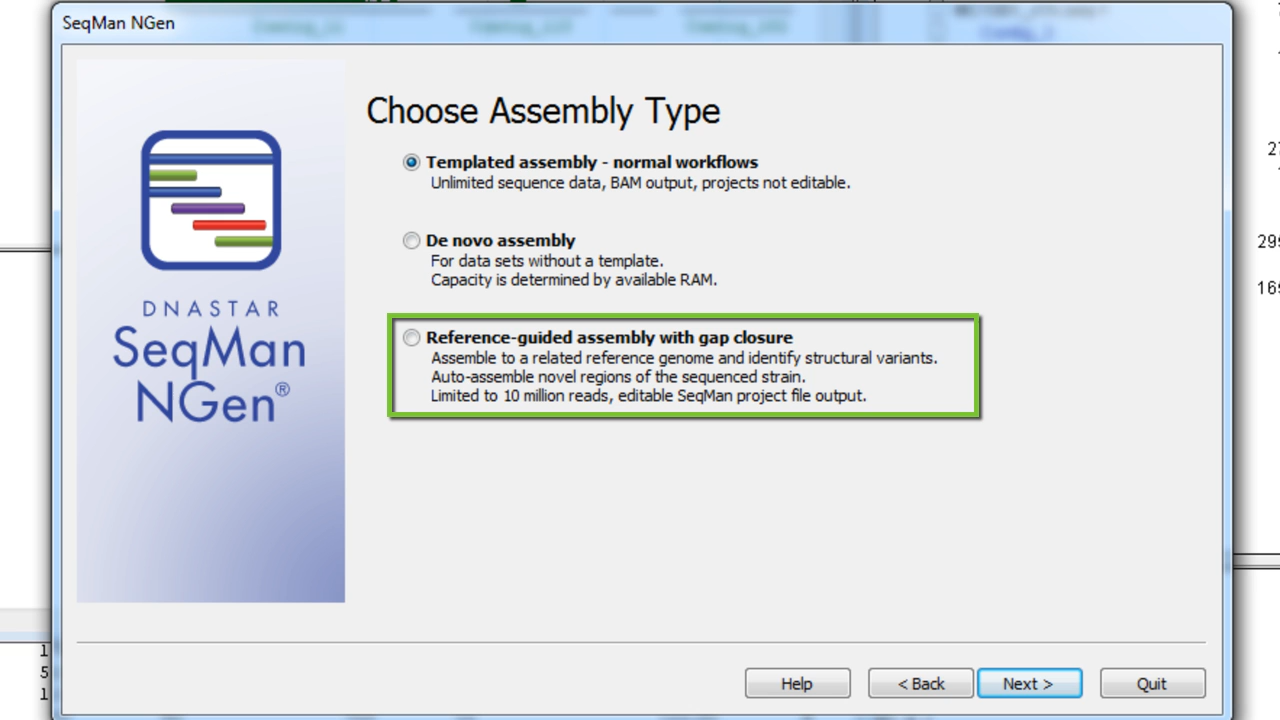 SeqMan NGen
Choose Assembly Type
Templated assembly - normal workflows
Unlimited sequence data, BAM output, projects not editable.
De novo assembly
For data sets without a template.
Capacity is determined by available RAM.
Reference-guided assembly with gap closure
Assemble to a related reference genome and identify structural variants.
Auto-assemble novel regions of the sequenced strain.
Limited to 10 million reads, editable SeqMan project file output.
DNASTAR
SeqMan
NGen®
Help
< Back
Next >
Quit
1
5
1